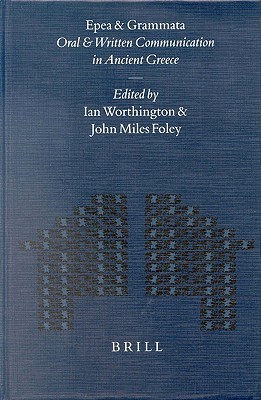 Epea & Grammata
Oral & Written Communication
in Ancient Greece
Edited by
Ian Worthington &
John Miles Foley
BRILL